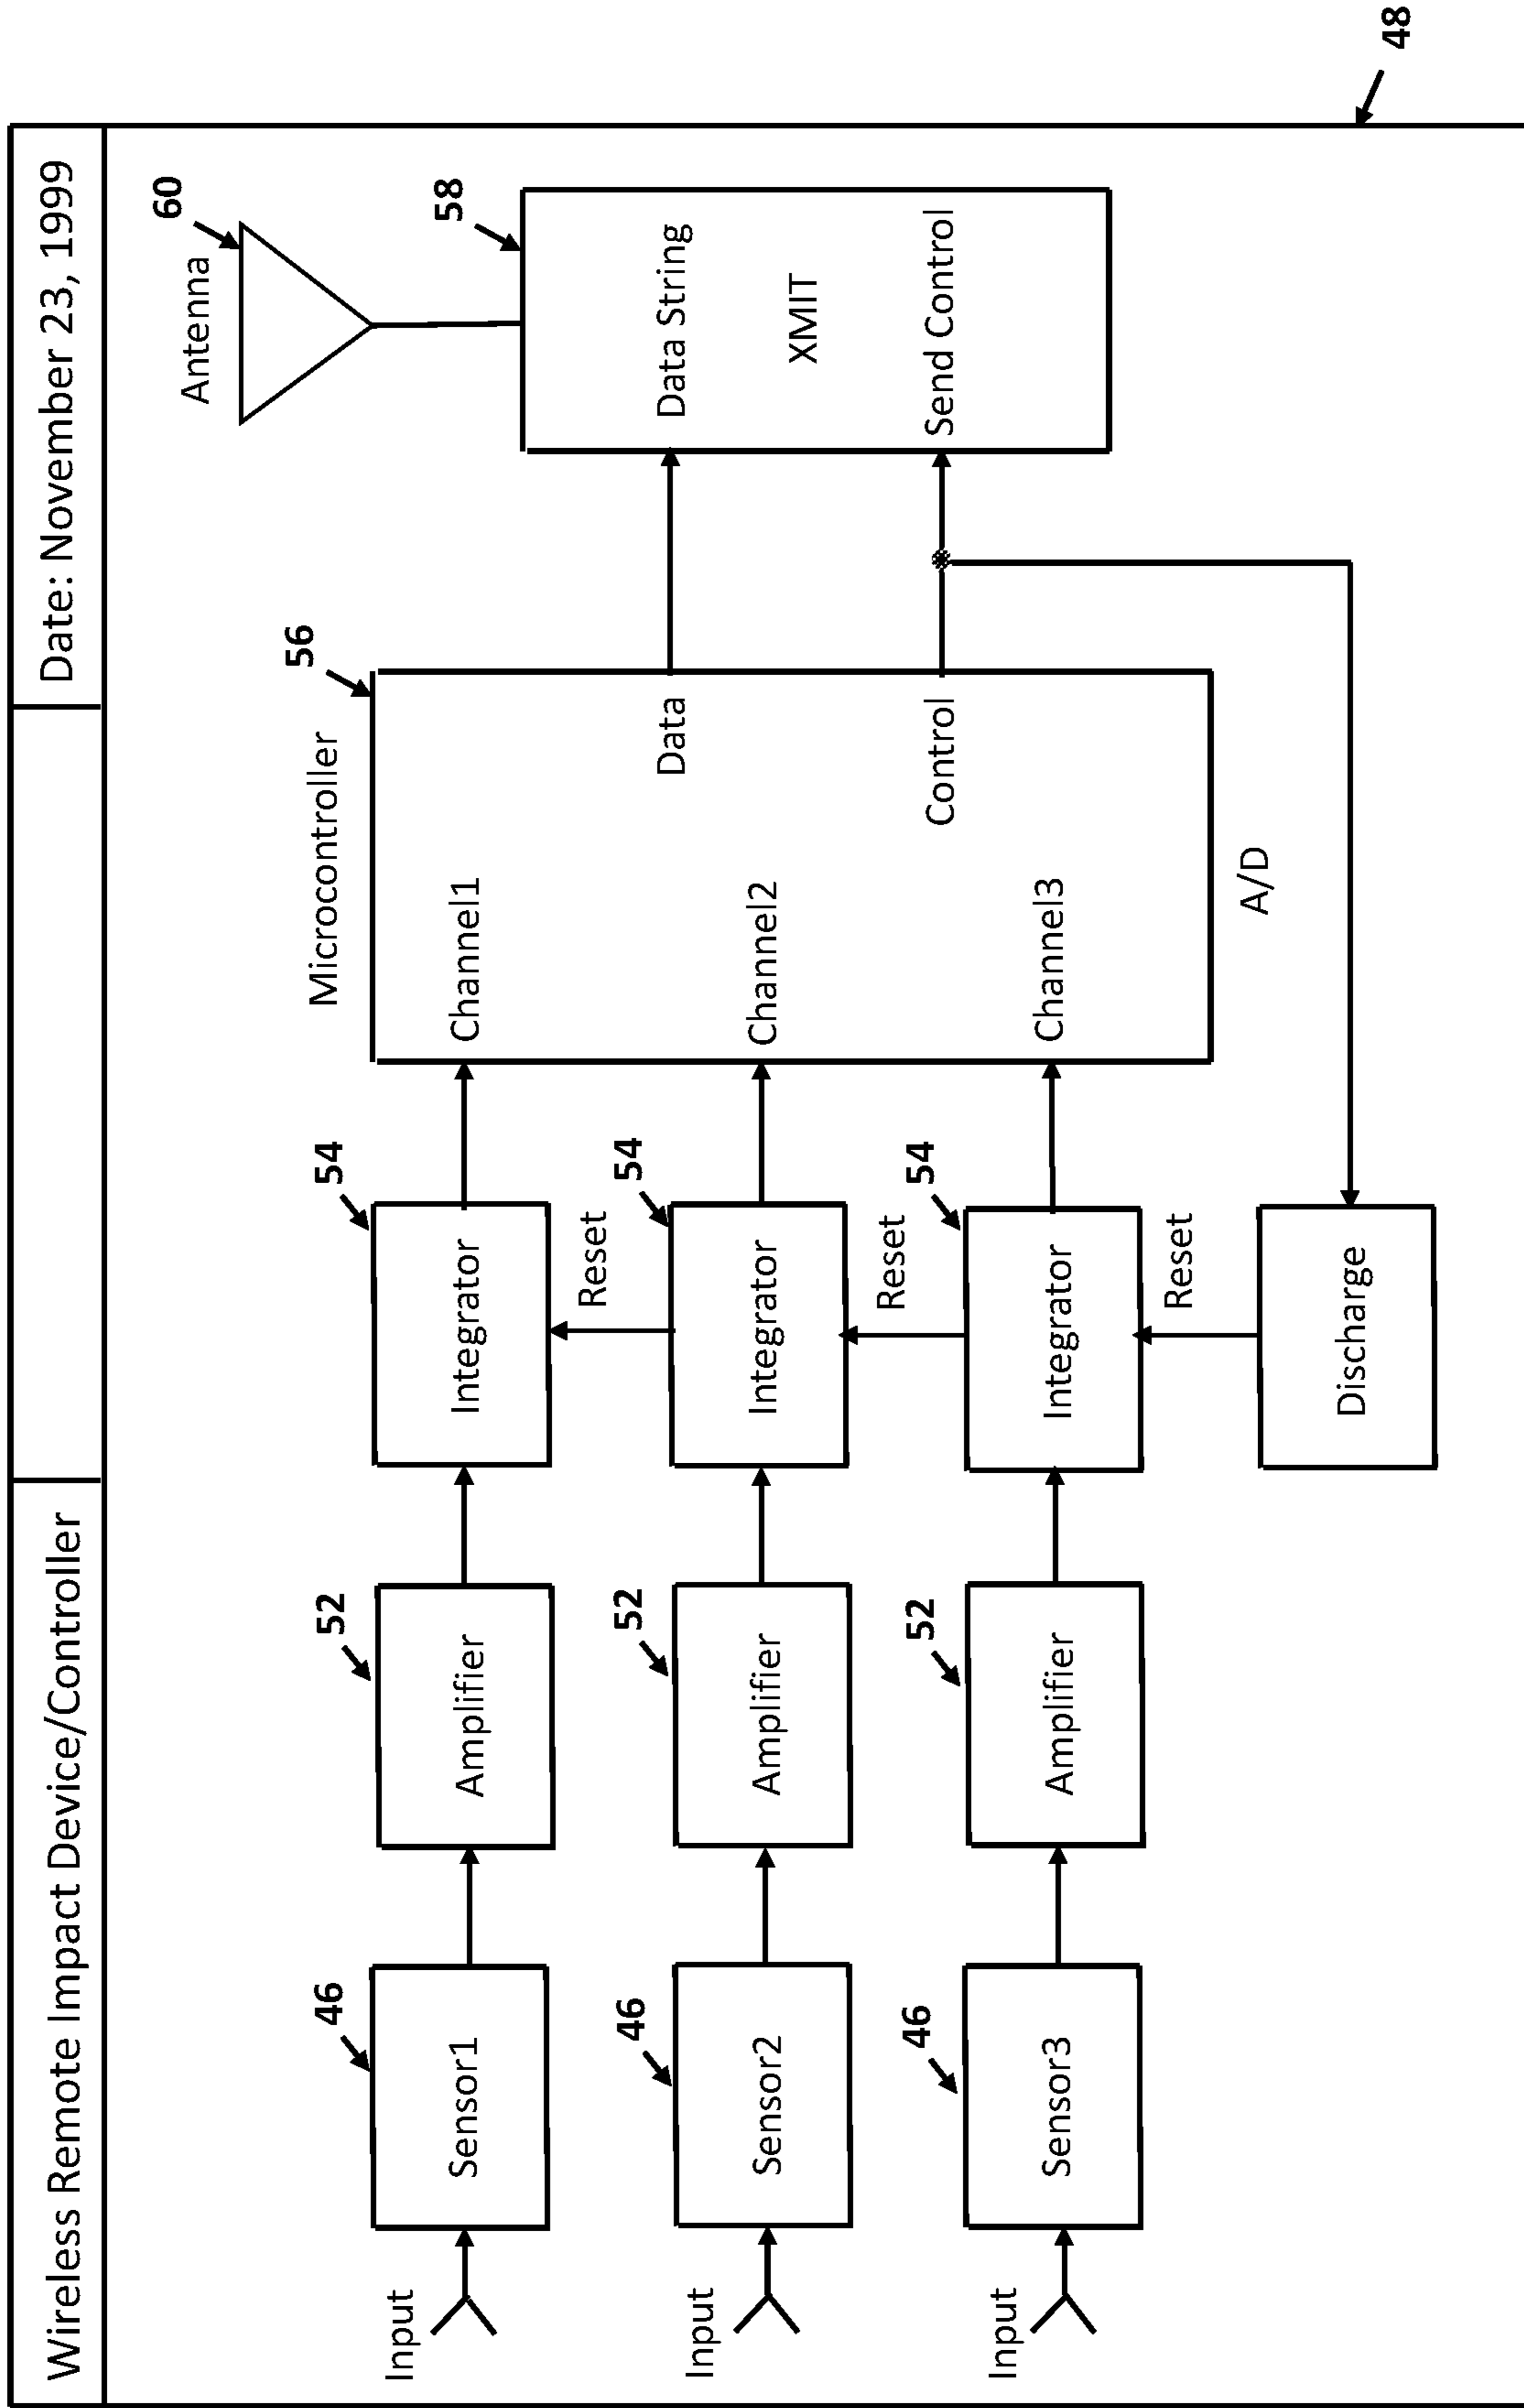 Wireless Remote Impact Device/Controller
Date: November 23, 1999
60
Antenna
58
Data String
XMIT
Send Control
Microcontroller
56
Channel1
Data
Channel2
Control
Channel3
A/D
Input
46
Sensor1
52
Amplifier
54
Integrator
Reset
Input
46
Sensor2
52
Amplifier
54
Integrator
Reset
Input
46
Sensor3
52
Amplifier
54
Integrator
Reset
Discharge
48